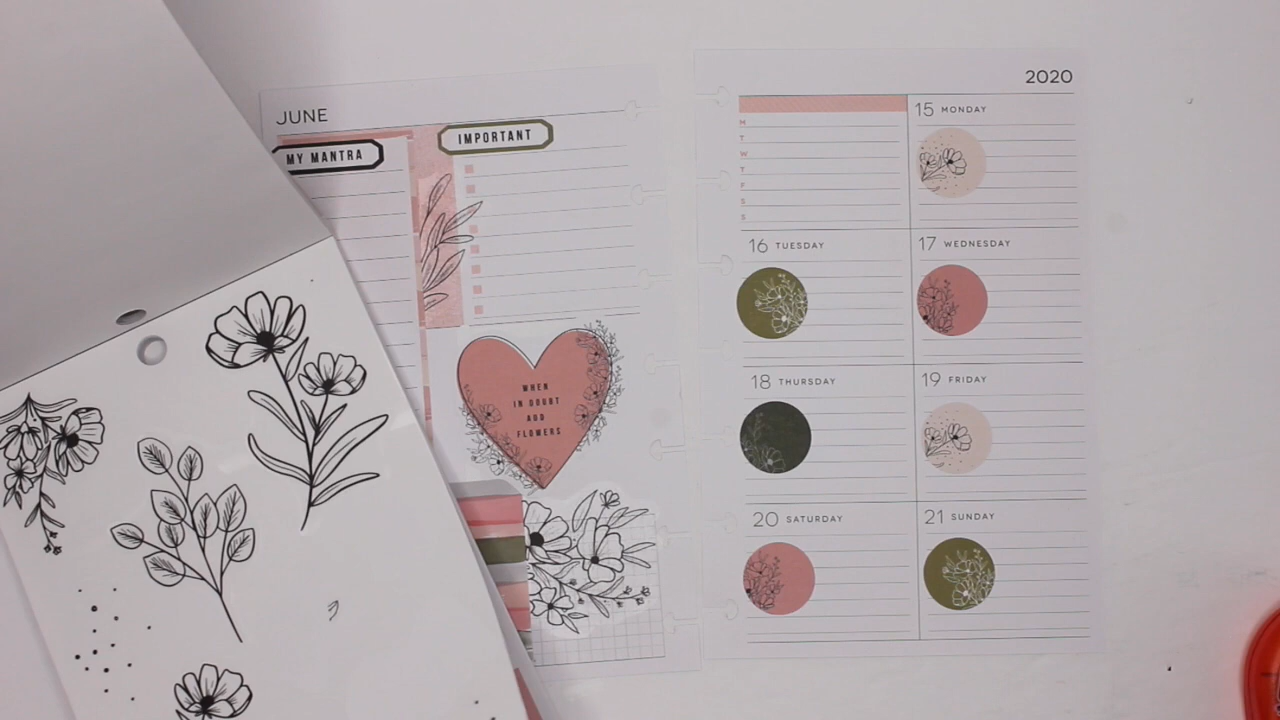 JUNE
MY MANTRA
IMPORTANT
WHEN
IN DOUBT
ADD
FLOWERS
2020
M
T
W
T
F
S
S
15 MONDAY
16 TUESDAY
17 WEDNESDAY
18 THURSDAY
19 FRIDAY
20 SATURDAY
21 SUNDAY